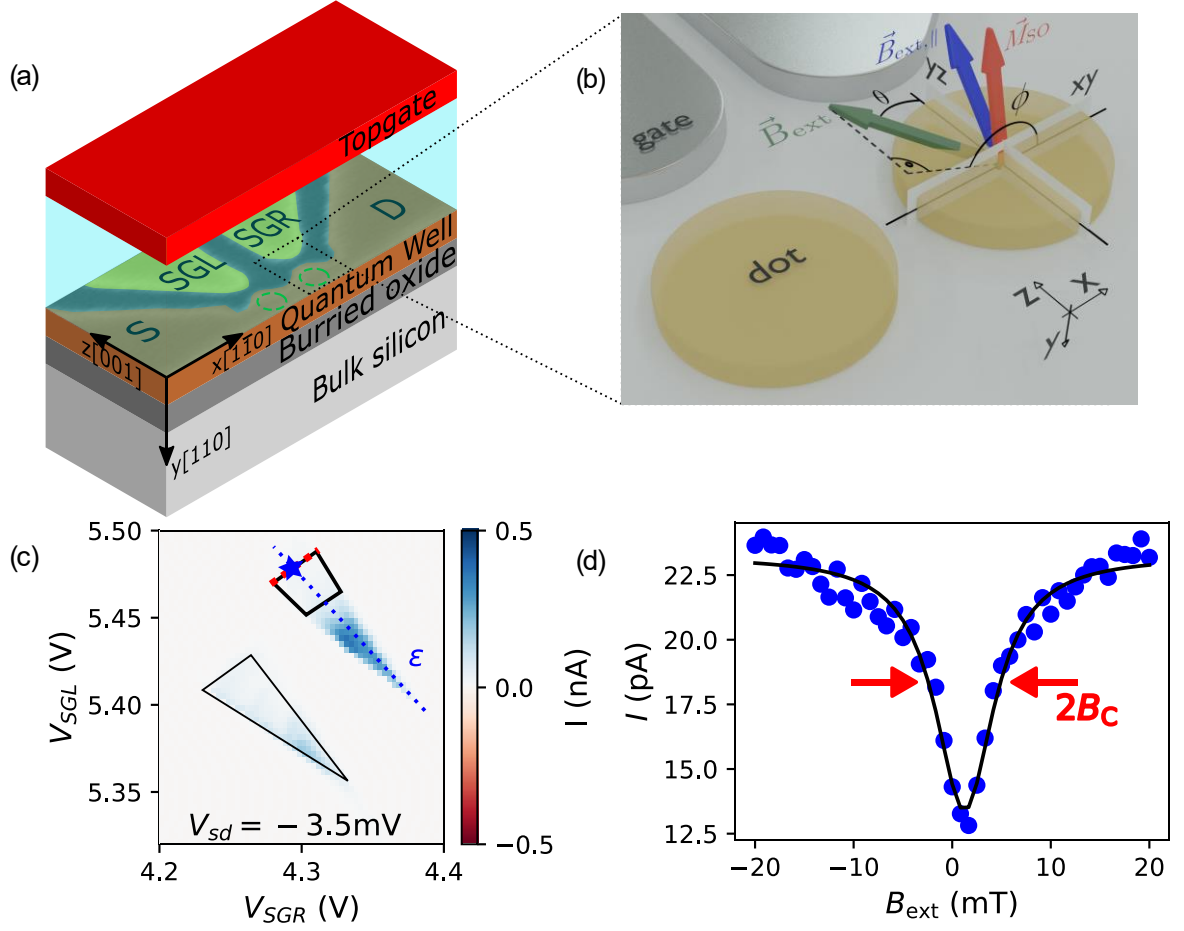 (a)
Topgate
SGR
D
SGL
S
Quantum Well
Burried oxide
Bulk silicon
z[001]
x[1̄10]
y[110]
(b)
B⃗ext,||
M⃗SO
yz
xy
θ
ϕ
B⃗ext
gate
dot
z
x
y
(c)
5.50
5.45
5.40
5.35
VSGL (V)
ε
Vsd = −3.5mV
4.2
4.3
4.4
VSGR (V)
0.5
0.0
−0.5
I (nA)
(d)
22.5
20.0
17.5
15.0
12.5
I (pA)
2BC
−20
−10
0
10
20
Bext (mT)